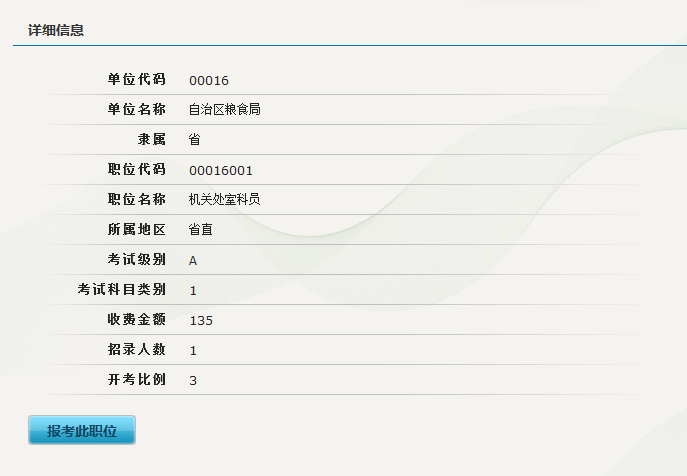 详细信息
单位代码 00016
单位名称 自治区粮食局
隶属 省
职位代码 00016001
职位名称 机关处室科员
所属地区 省直
考试级别 A
考试科目类别 1
收费金额 135
招录人数 1
开考比例 3
报考此职位